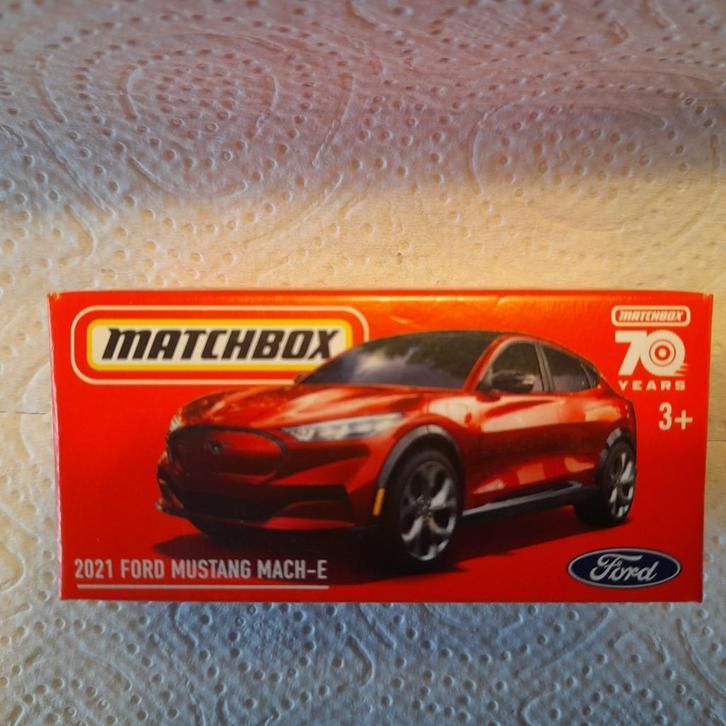 MATCHBOX
MATCHBOX
70
YEARS
3+
2021 FORD MUSTANG MACH-E
Ford